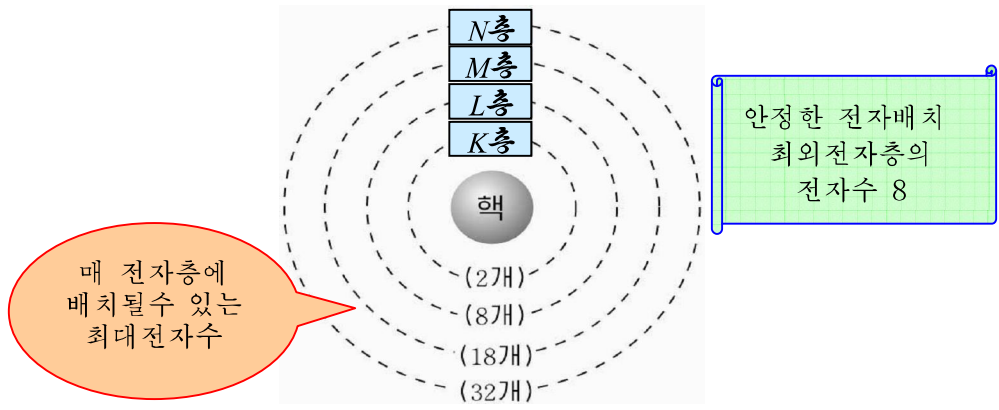 N층
M층
L층
K층
핵
(2개)
(8개)
(18개)
(32개)
안정한 전자배치
최외전자층의
전자수 8
매 전자층에
배치될수 있는
최대전자수